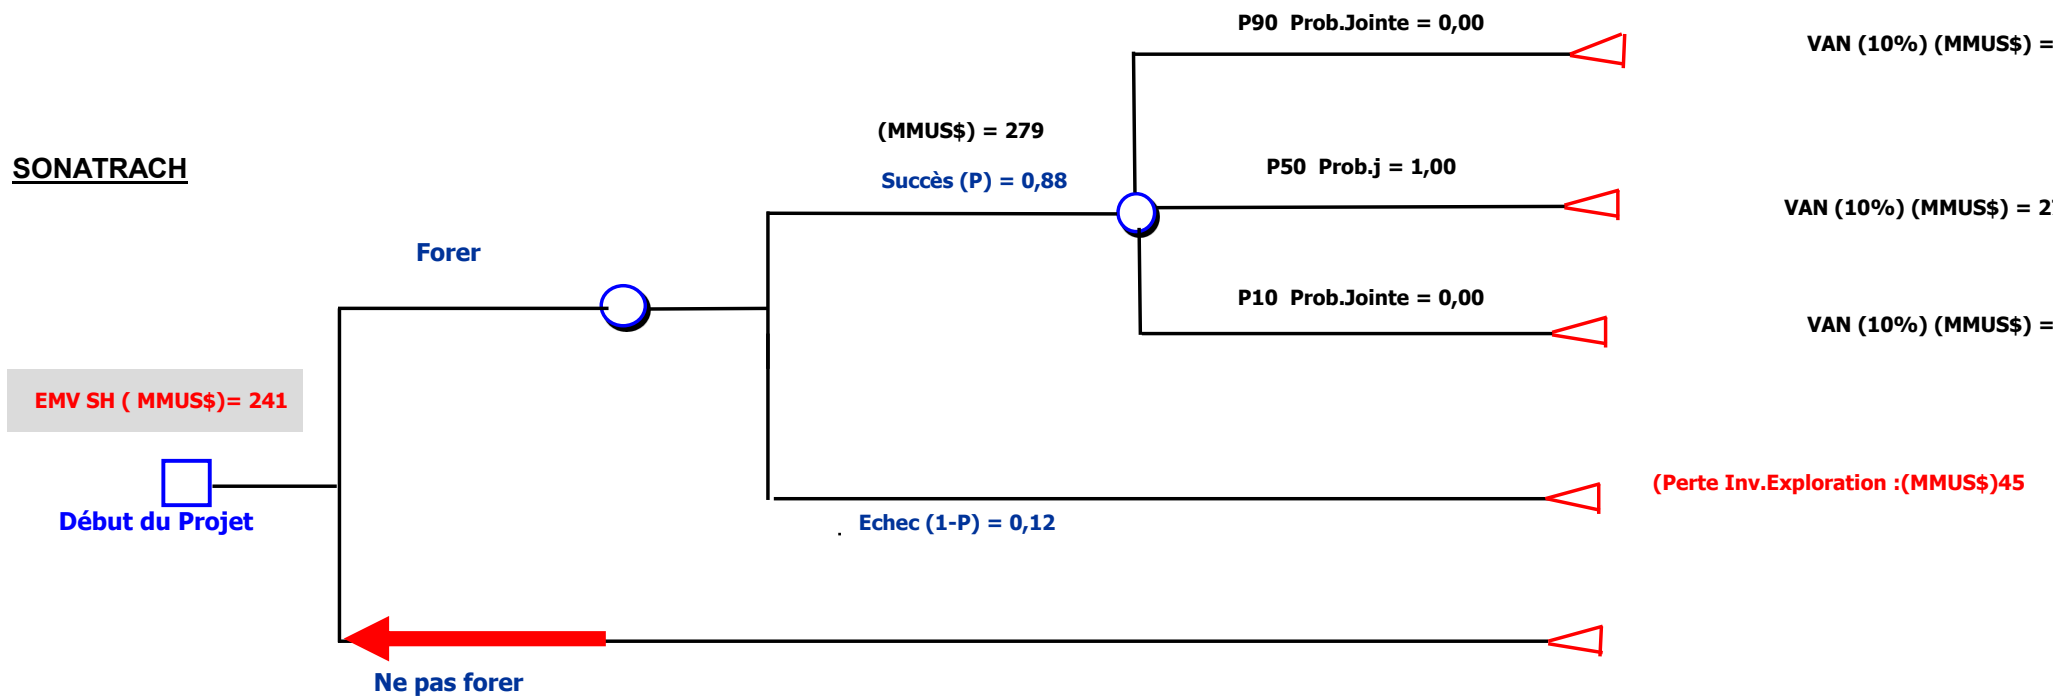 P90 Prob.Jointe = 0,00
VAN (10%) (MMUS$) =
(MMUS$) = 279
SONATRACH
Succès (P) = 0,88
P50 Prob.j = 1,00
VAN (10%) (MMUS$) =
Forer
P10 Prob.Jointe = 0,00
VAN (10%) (MMUS$) =
EMV SH ( MMUS$)= 241
(Perte Inv.Exploration :(MMUS$)45
Début du Projet
. Echec (1-P) = 0,12
Ne pas forer